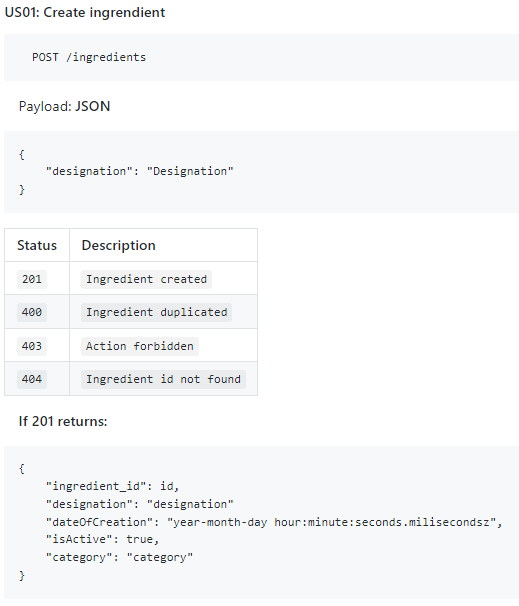 US01: Create ingrendient
POST /ingredients
Payload: JSON
{
"designation": "Designation"
}
Status Description
201 Ingredient created
400 Ingredient duplicated
403 Action forbidden
404 Ingredient id not found
If 201 returns:
{
"ingredient_id": id,
"designation": "designation"
"dateOfCreation": "year-month-day hour:minute:seconds.milisecondsz",
"isActive": true,
"category": "category"
}